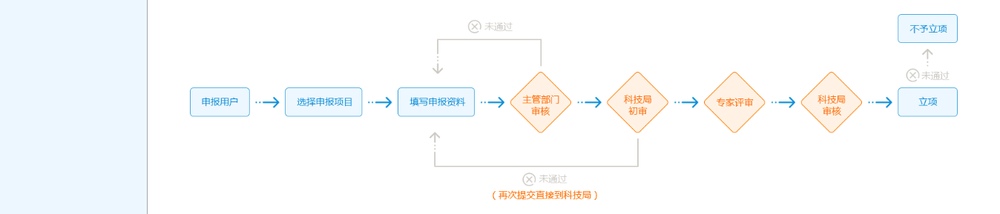 未通过
不予立项
未通过
申报用户
选择申报项目
填写申报资料
主管部门
审核
科技局
初审
专家评审
科技局
审核
立项
未通过
（再次提交直接到科技局）